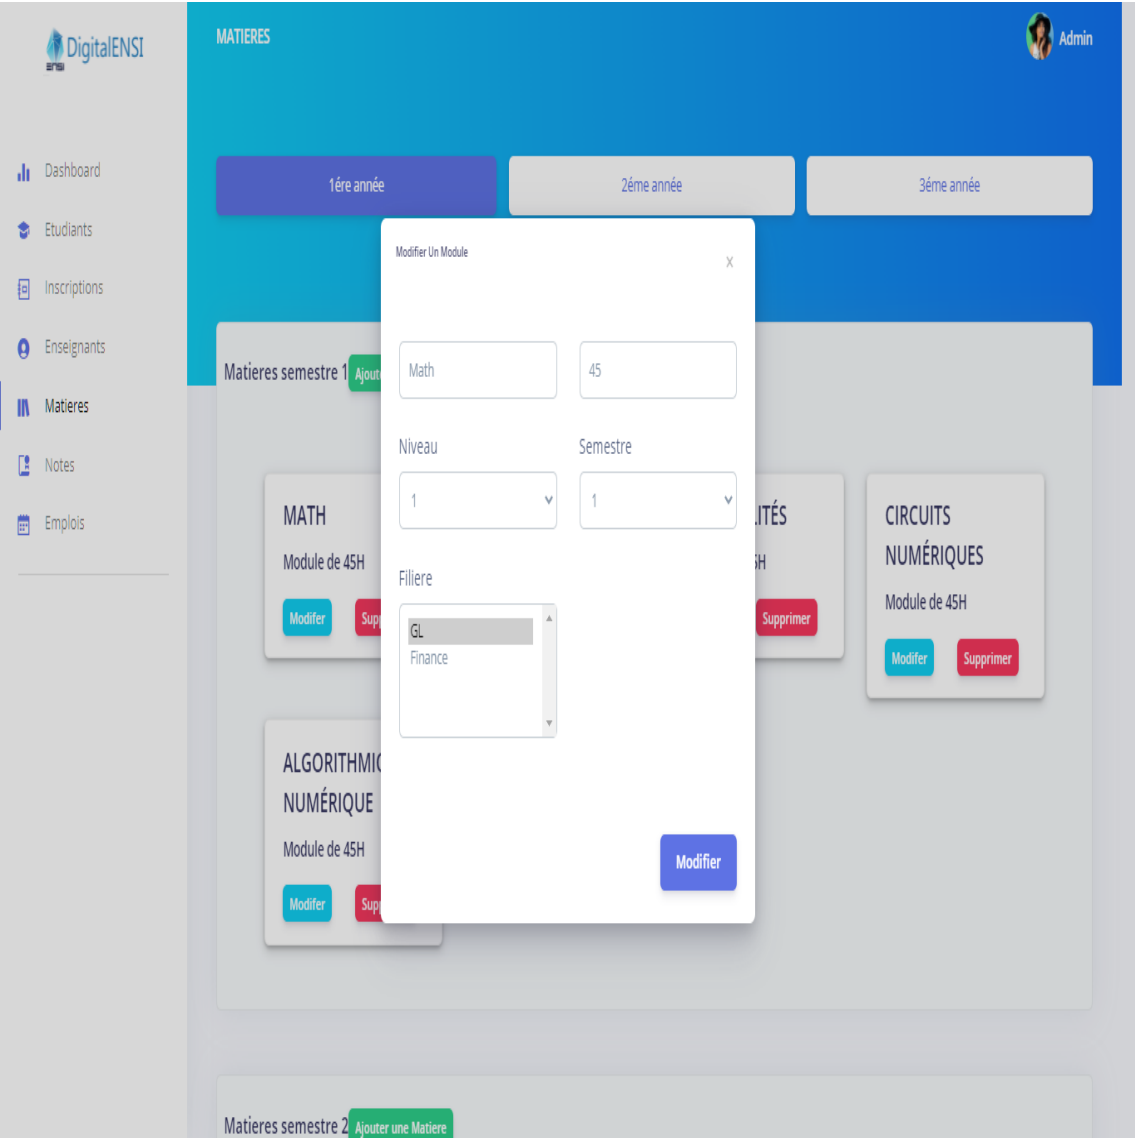 DigitalENSI
ENSI
MATIERES
Admin
Dashboard
Etudiants
Inscriptions
Enseignants
Matieres
Notes
Emplois
1ére année
2éme année
3éme année
Modifier Un Module
x
Math
45
Niveau
Semestre
1
1
Filiere
GL
Finance
Modifier
Matieres semestre 1
MATH
Module de 45H
Modifer
Supprimer
CIRCUITS
NUMÉRIQUES
Module de 45H
Modifer
Supprimer
NUMÉRIQUE
Module de 45H
Modifer
Matieres semestre 2
Ajouter une Matiere